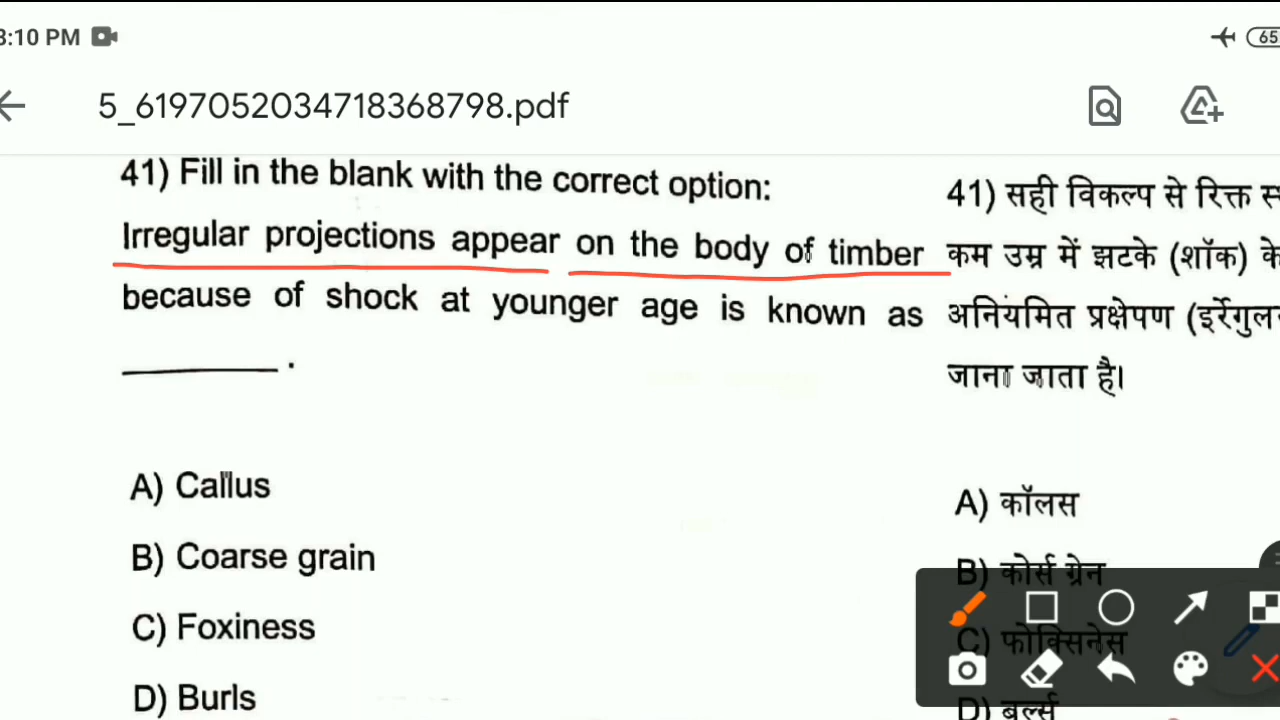 3:10 PM
65
5_6197052034718368798.pdf
41) Fill in the blank with the correct option:
Irregular projections appear on the body of timber
because of shock at younger age is known as
.
A) Callus
B) Coarse grain
C) Foxiness
D) Burls
41) सही विकल्प से रिक्त
कम उम्र में झटके (शॉक) के
अनियमित प्रक्षेपण
जाना जाता है।
A) कॉलस
B) कोर्स ग्रेन
C) फोक्सिनेस
D) बर्ल्स